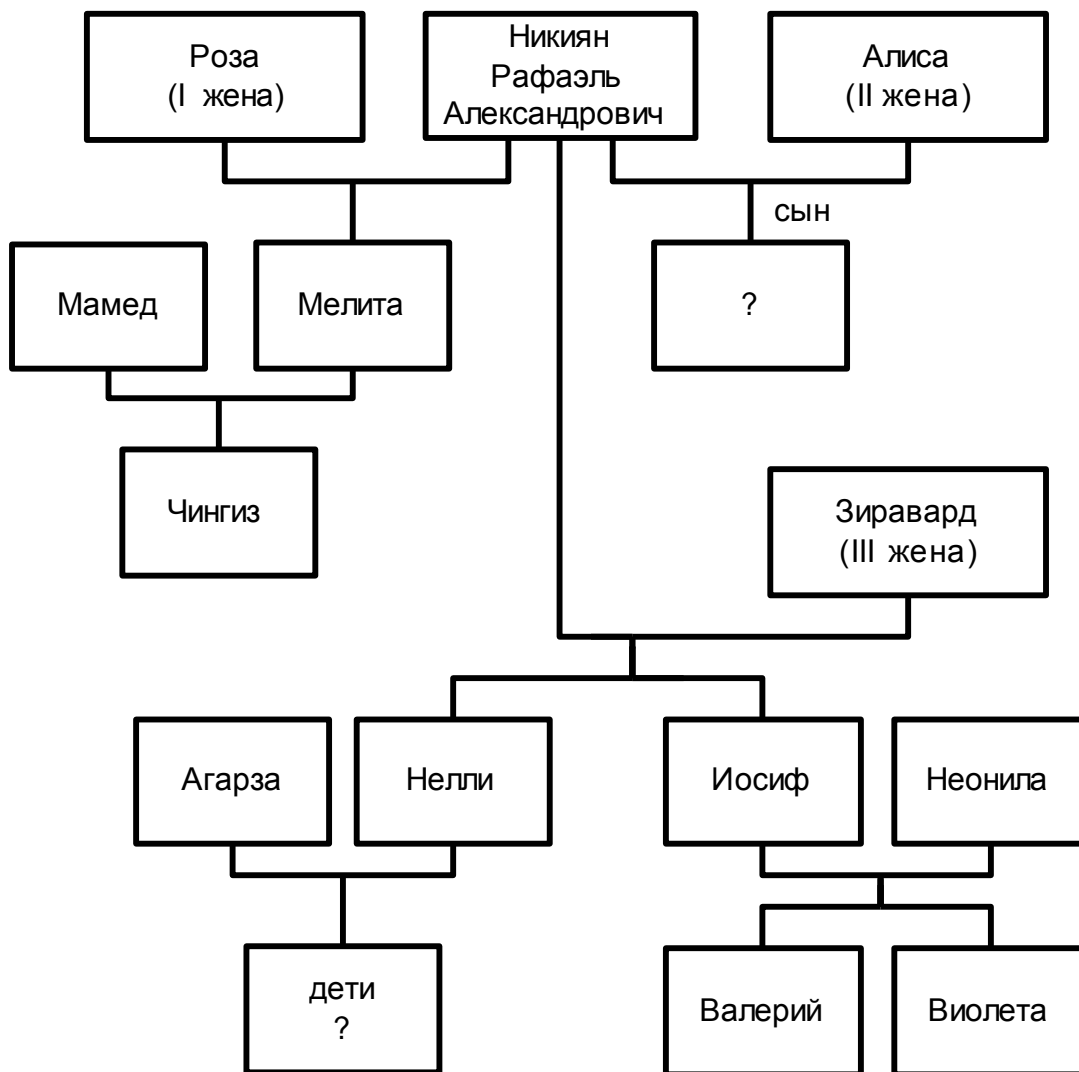 Роза
(I жена)
Никиян
Рафаэль
Александрович
Алиса
(II жена)
сын
Мамед
Мелита
?
Чингиз
Зиравард
(III жена)
Агарза
Нелли
Иосиф
Неонила
дети
?
Валерий
Виолета